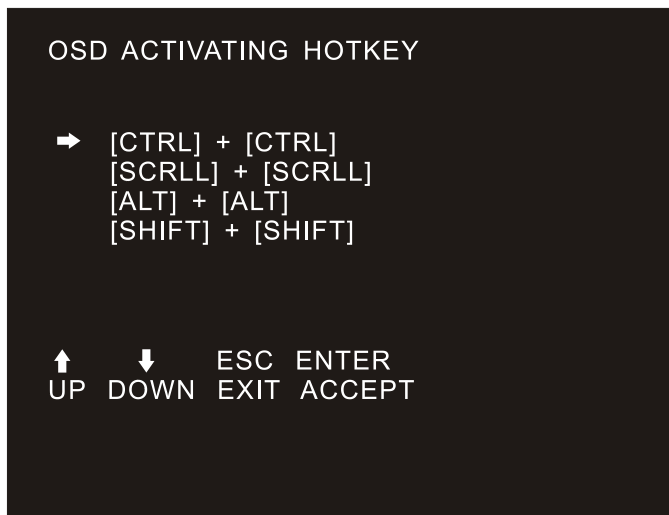 OSD ACTIVATING HOTKEY
➡ [CTRL] + [CTRL]
[SCRLL] + [SCRLL]
[ALT] + [ALT]
[SHIFT] + [SHIFT]
⬆ ⬇ ESC ENTER
UP DOWN EXIT ACCEPT